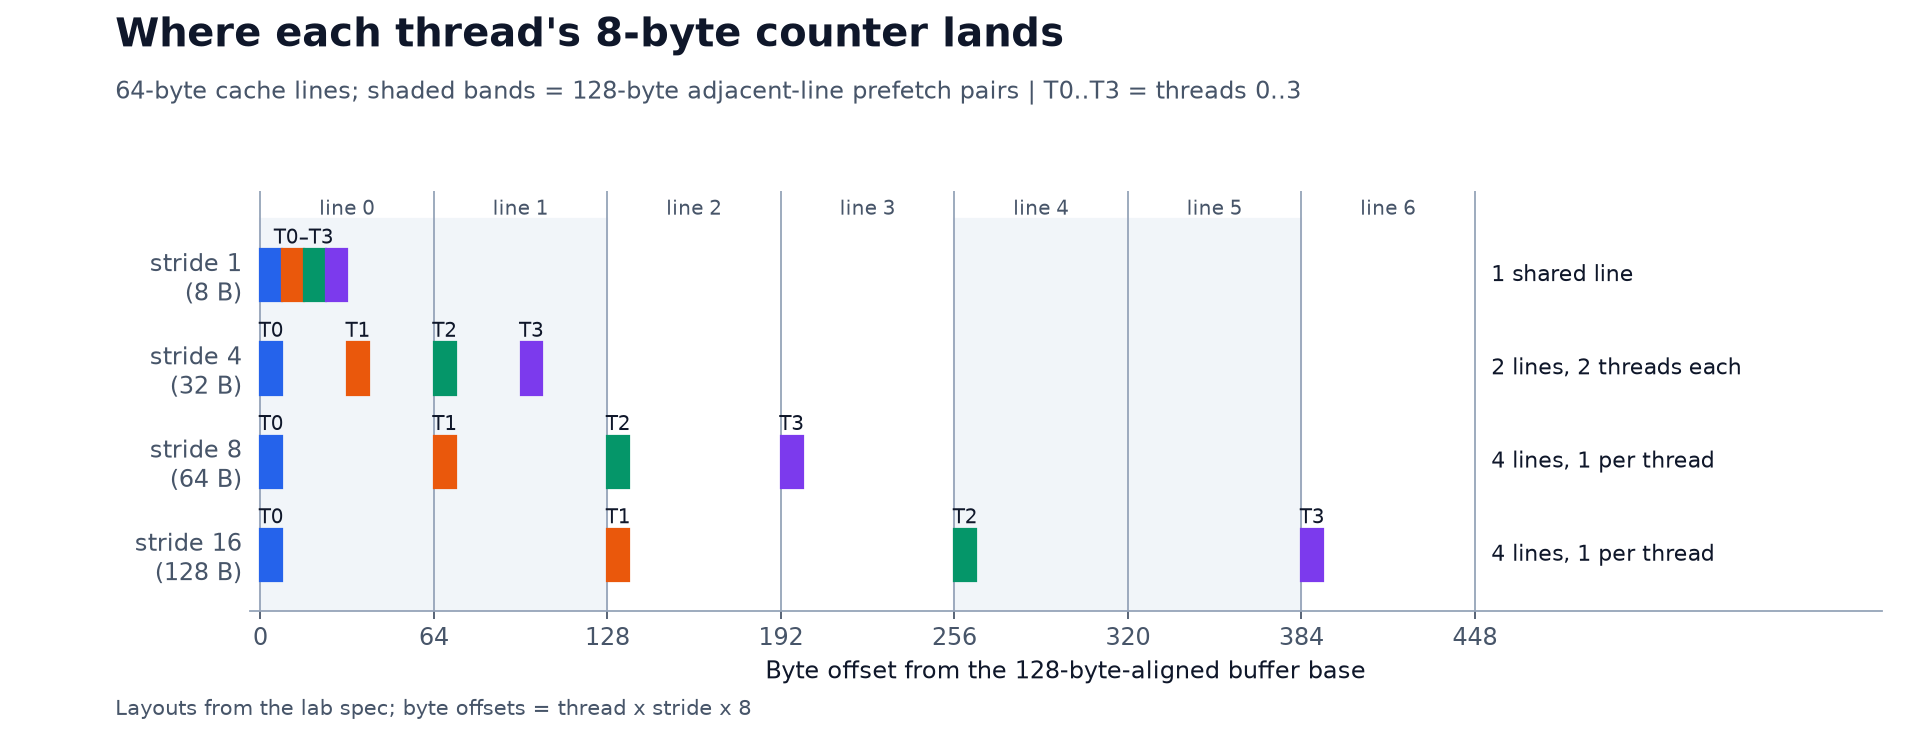 Where each thread's 8-byte counter lands
64-byte cache lines; shaded bands = 128-byte adjacent-line prefetch pairs | T0..T3 = threads 0..3
line 0
line 1
line 2
line 3
line 4
line 5
line 6
T0–T3
stride 1
(8 B)
1 shared line
T0
T1
T2
T3
stride 4
(32 B)
2 lines, 2 threads each
T0
T1
T2
T3
stride 8
(64 B)
4 lines, 1 per thread
T0
T1
T2
T3
stride 16
(128 B)
4 lines, 1 per thread
0
64
128
192
256
320
384
448
Byte offset from the 128-byte-aligned buffer base
Layouts from the lab spec; byte offsets = thread x stride x 8